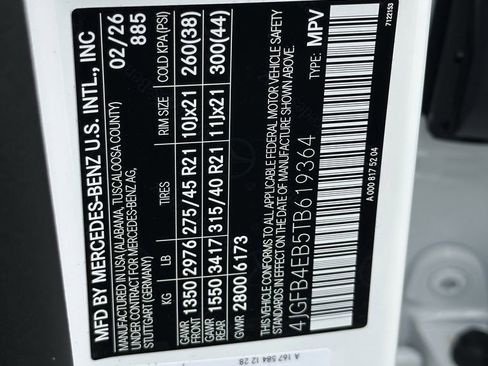 MFD BY MERCEDES-BENZ U.S. INTL., INC
MANUFACTURED IN USA (ALABAMA, TUSCALOOSA COUNTY)
UNDER CONTRACT FOR MERCEDES-BENZ AG,
STUTTGART (GERMANY)
02/26
885
KG LB TIRES RIM SIZE COLD KPA(PSI)
1350 2976 275/45 R21 10Jx21 260(38)
FRONT
1550 3417 315/40 R21 11Jx21 300(44)
REAR
2800/6173
GVWR
THIS VEHICLE CONFORMS TO ALL APPLICABLE FEDERAL MOTOR VEHICLE SAFETY
STANDARDS IN EFFECT ON THE DATE OF MANUFACTURE SHOWN ABOVE.
4JGFB4EB5TB619364
TYPE: MPV
A 000 817 52 04
7122153
A 167 584 12 28